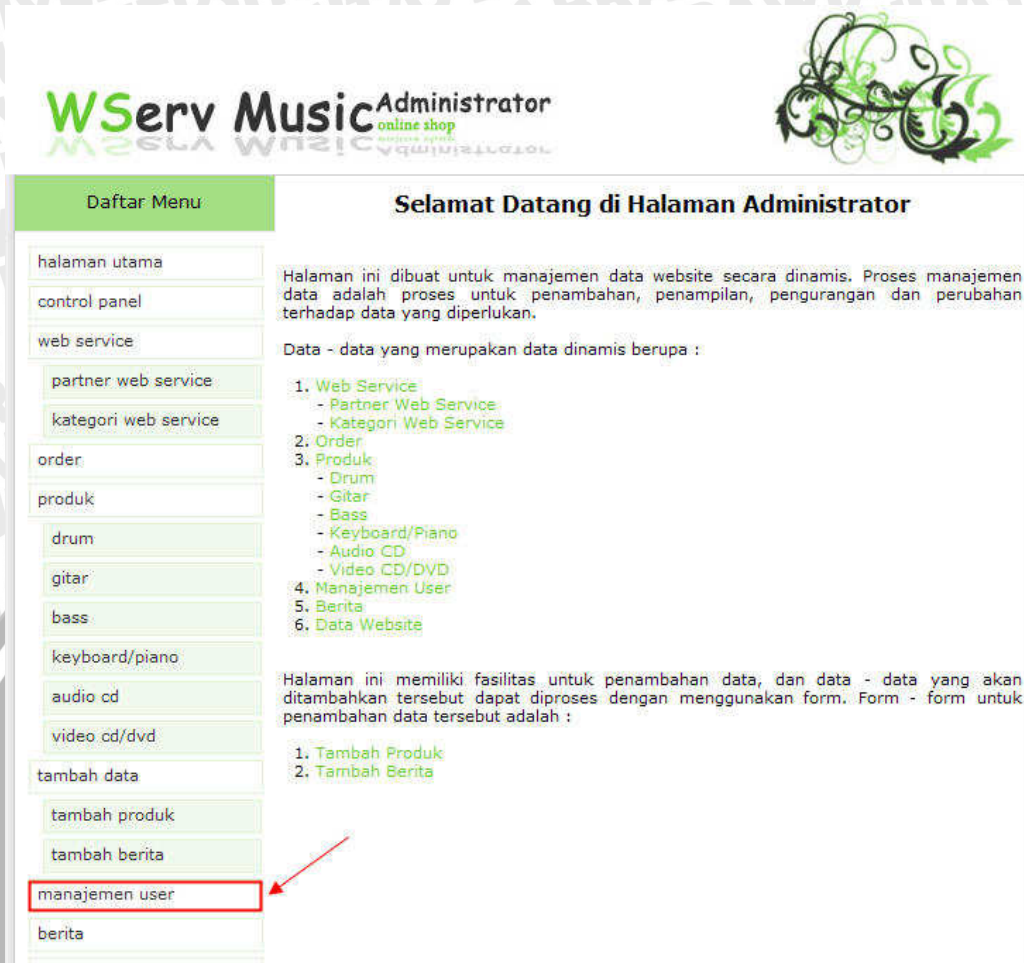 WServ Music Administrator
online shop
Daftar Menu
halaman utama
control panel
web service
partner web service
kategori web service
order
produk
drum
gitar
bass
keyboard/piano
audio cd
video cd/dvd
tambah data
tambah produk
tambah berita
manajemen user
berita
Selamat Datang di Halaman Administrator
Halaman ini dibuat untuk manajemen data website secara dinamis. Proses manajemen
data adalah proses untuk penambahan, penampilan, pengurangan dan perubahan
terhadap data yang diperlukan.
Data - data yang merupakan data dinamis berupa :
1. Web Service
- Partner Web Service
- Kategori Web Service
2. Order
3. Produk
- Drum
- Gitar
- Bass
- Keyboard/Piano
- Audio CD
- Video CD/DVD
4. Manajemen User
5. Berita
6. Data Website
Halaman ini memiliki fasilitas untuk penambahan data, dan data - data yang akan
ditambahkan tersebut dapat diproses dengan menggunakan form. Form - form untuk
penambahan data tersebut adalah :
1. Tambah Produk
2. Tambah Berita